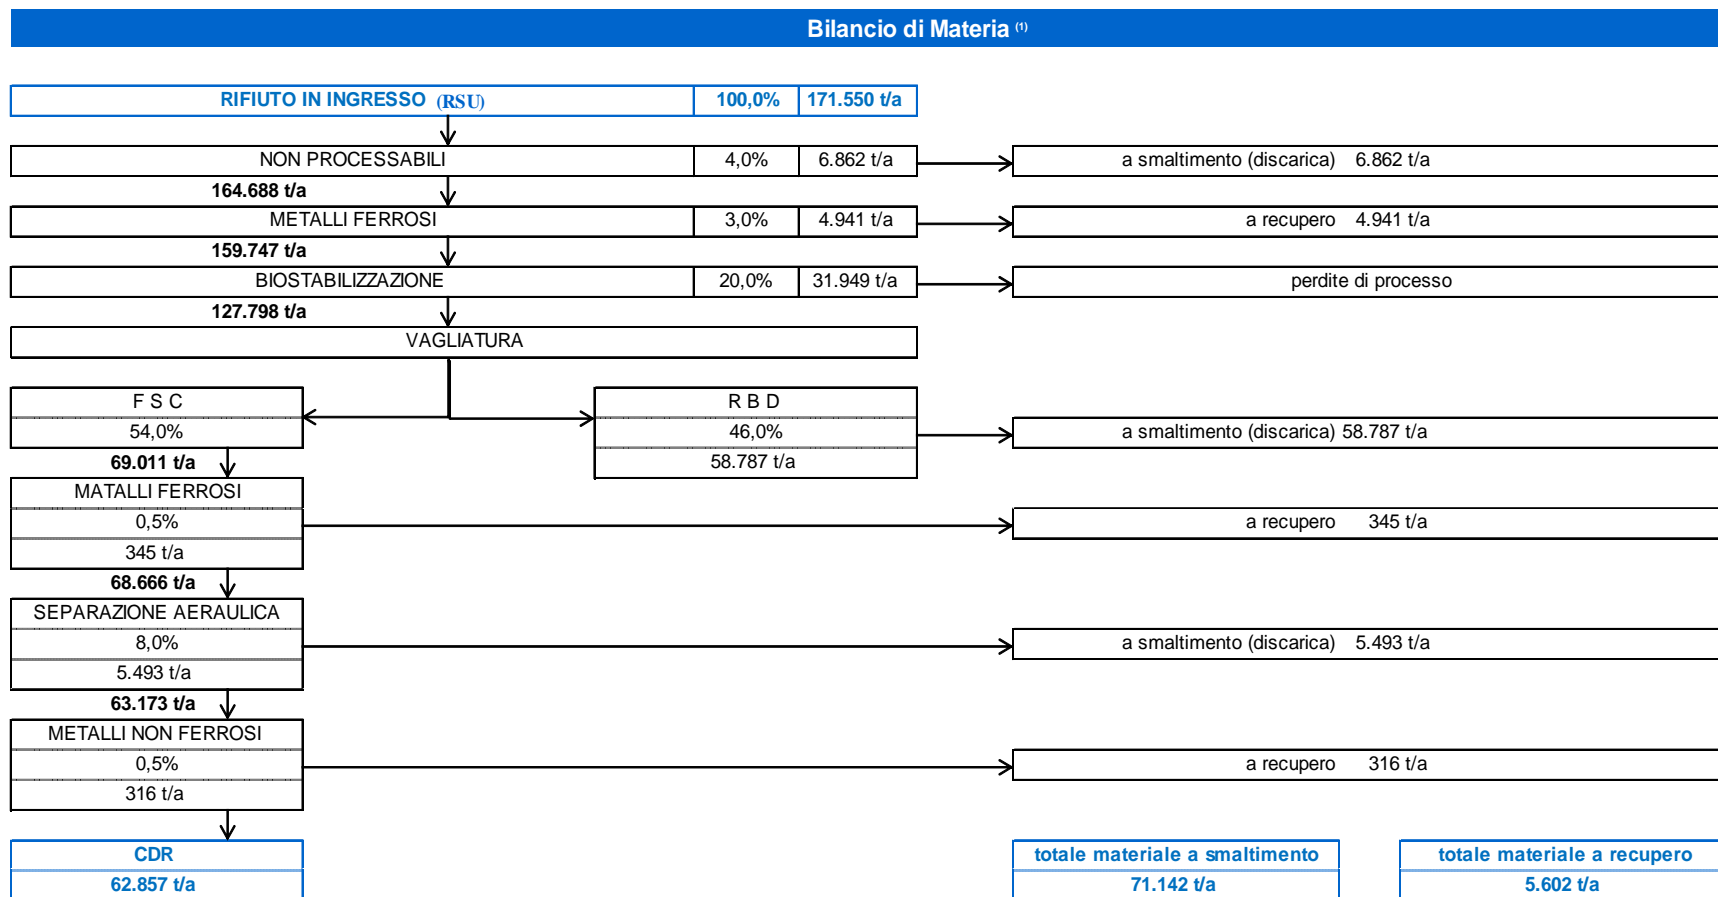 Bilancio di Materia (1)
RIFIUTO IN INGRESSO (RSU) 100,0% 171.550 t/a
NON PROCESSABILI 4,0% 6.862 t/a a smaltimento (discarica) 6.862 t/a
164.688 t/a
METALLI FERROSI 3,0% 4.941 t/a a recupero 4.941 t/a
159.747 t/a
BIOSTABILIZZAZIONE 20,0% 31.949 t/a perdite di processo
127.798 t/a
VAGLIATURA
F S C R B D
54,0% 46,0% a smaltimento (discarica) 58.787 t/a
69.011 t/a 58.787 t/a
MATALLI FERROSI
0,5% a recupero 345 t/a
345 t/a
68.666 t/a
SEPARAZIONE AERAULICA
8,0% a smaltimento (discarica) 5.493 t/a
5.493 t/a
63.173 t/a
METALLI NON FERROSI
0,5% a recupero 316 t/a
316 t/a
CDR totale materiale a smaltimento totale materiale a recupero
62.857 t/a 71.142 t/a 5.602 t/a